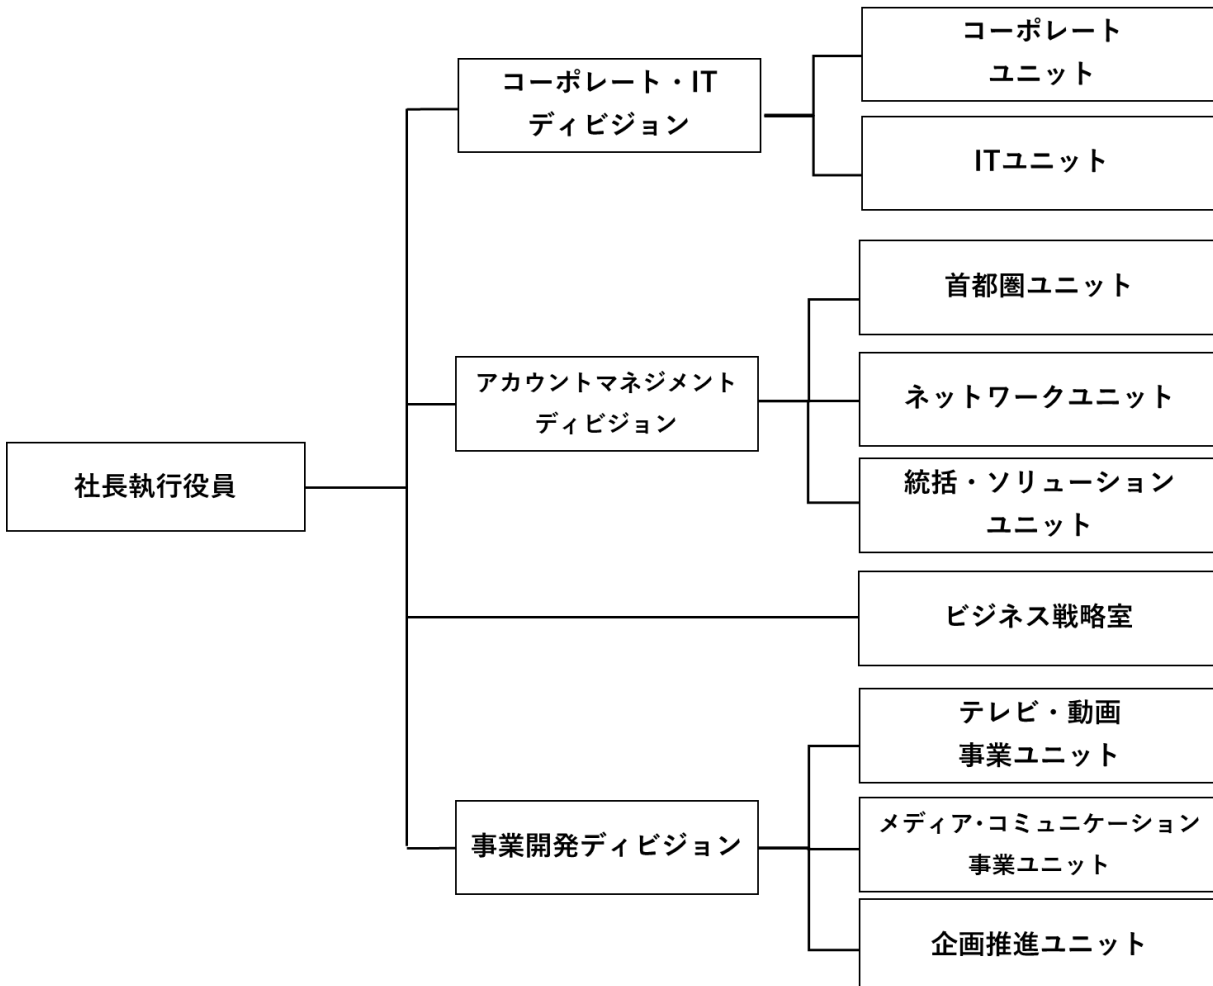 社長執行役員
コーポレート・IT
ディビジョン
コーポレート
ユニット
ITユニット
アカウントマネジメント
ディビジョン
首都圏ユニット
ネットワークユニット
統括・ソリューション
ユニット
ビジネス戦略室
事業開発ディビジョン
テレビ・動画
事業ユニット
メディア・コミュニケーション
事業ユニット
企画推進ユニット